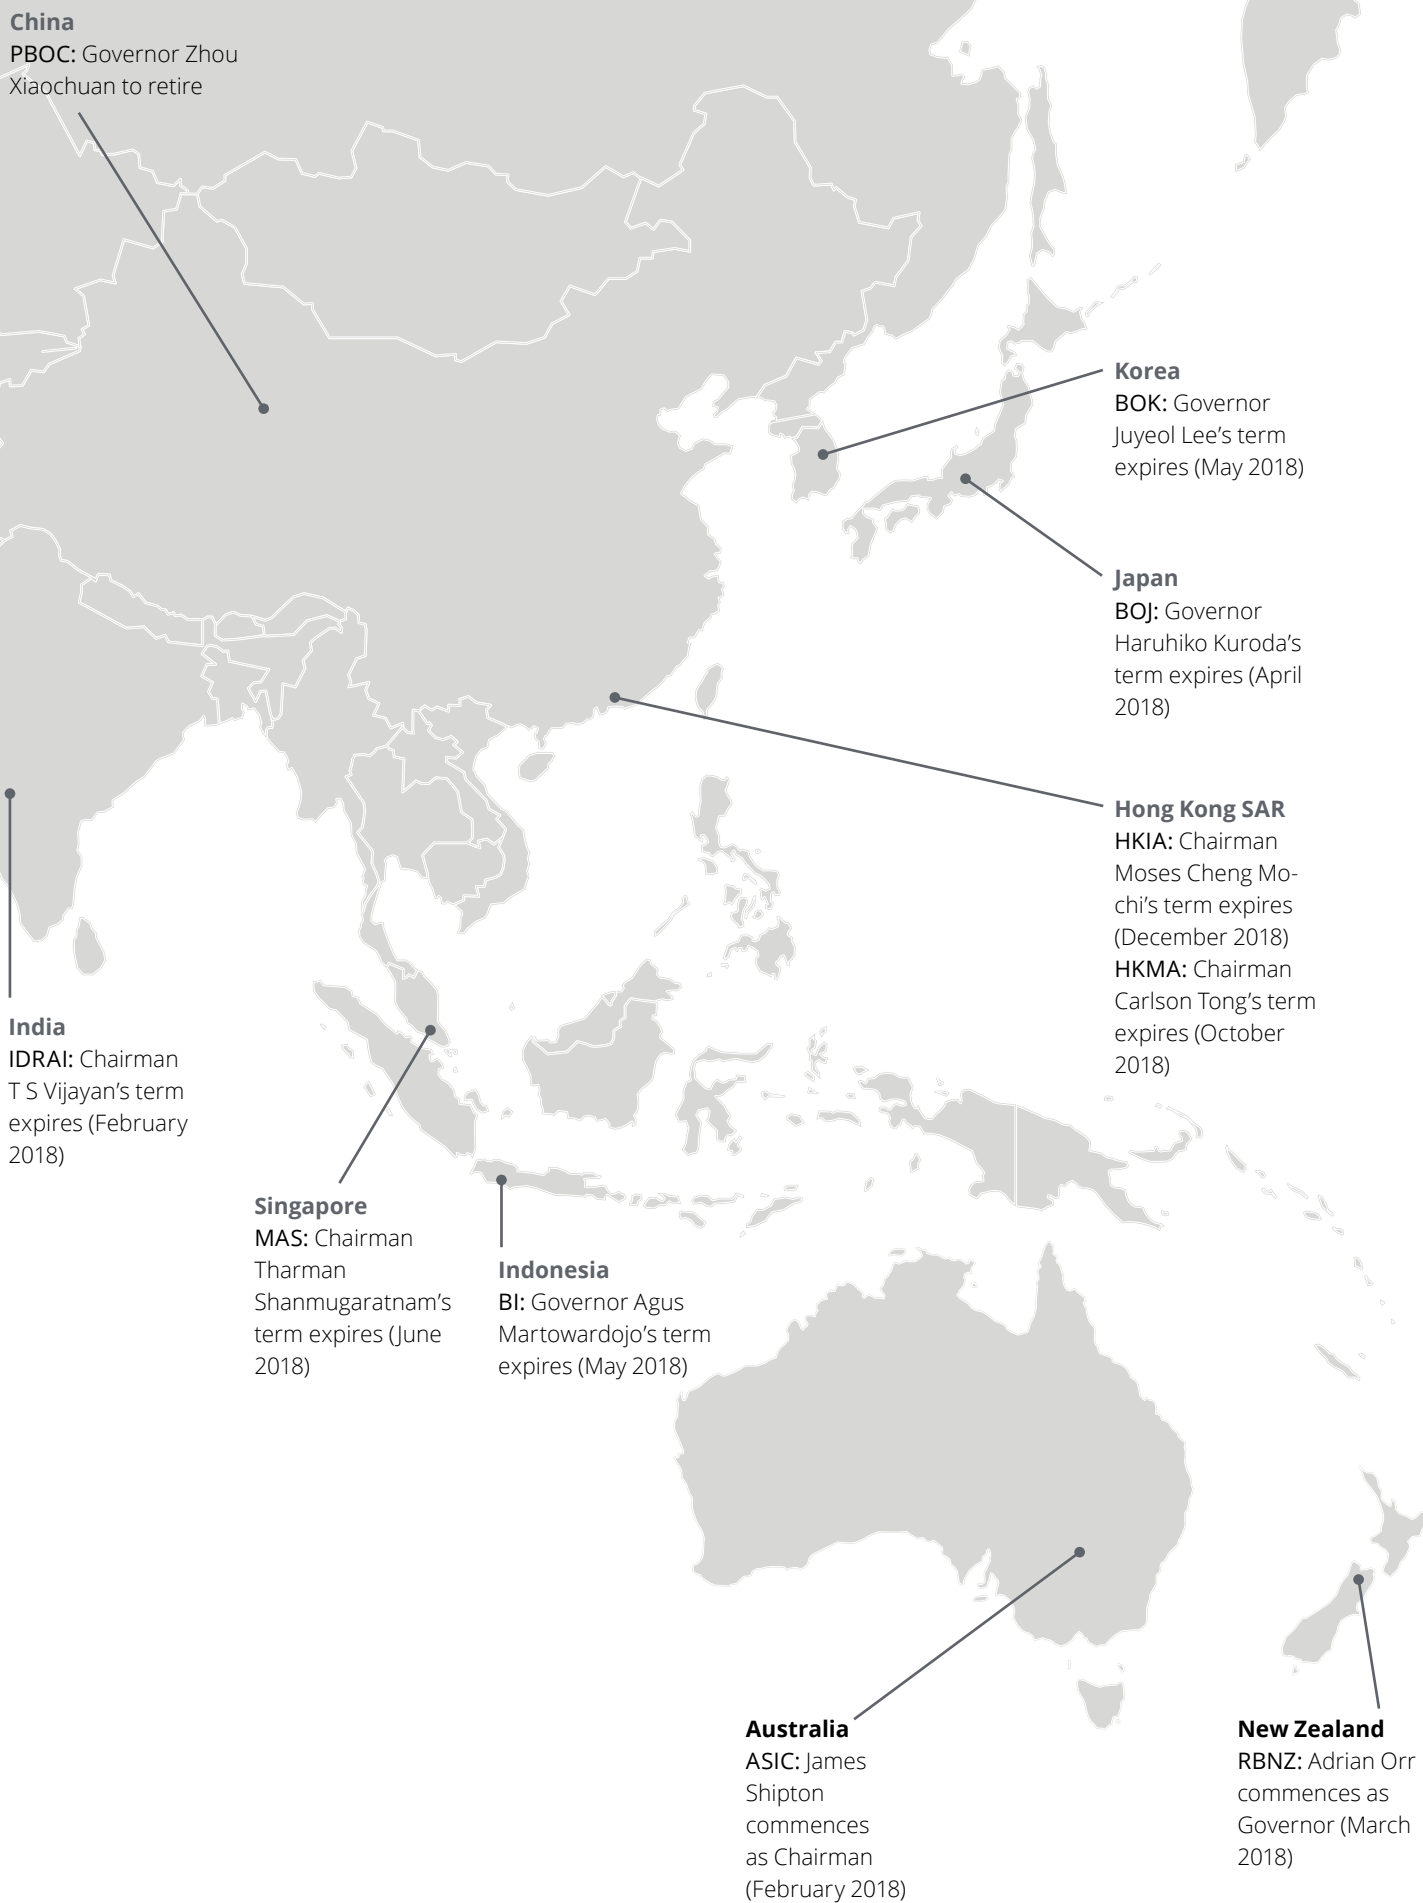 China
PBOC: Governor Zhou
Xiaochuan to retire
Korea
BOK: Governor
Juyeol Lee’s term
expires (May 2018)
Japan
BOJ: Governor
Haruhiko Kuroda’s
term expires (April
2018)
Hong Kong SAR
HKIA: Chairman
Moses Cheng Mo-
chi’s term expires
(December 2018)
HKMA: Chairman
Carlson Tong’s term
expires (October
2018)
India
IDRAI: Chairman
T S Vijayan’s term
expires (February
2018)
Singapore
MAS: Chairman
Tharman
Shanmugaratnam’s
term expires (June
2018)
Indonesia
BI: Governor Agus
Martowardojo’s term
expires (May 2018)
Australia
ASIC: James
Shipton
commences
as Chairman
(February 2018)
New Zealand
RBNZ: Adrian Orr
commences as
Governor (March
2018)